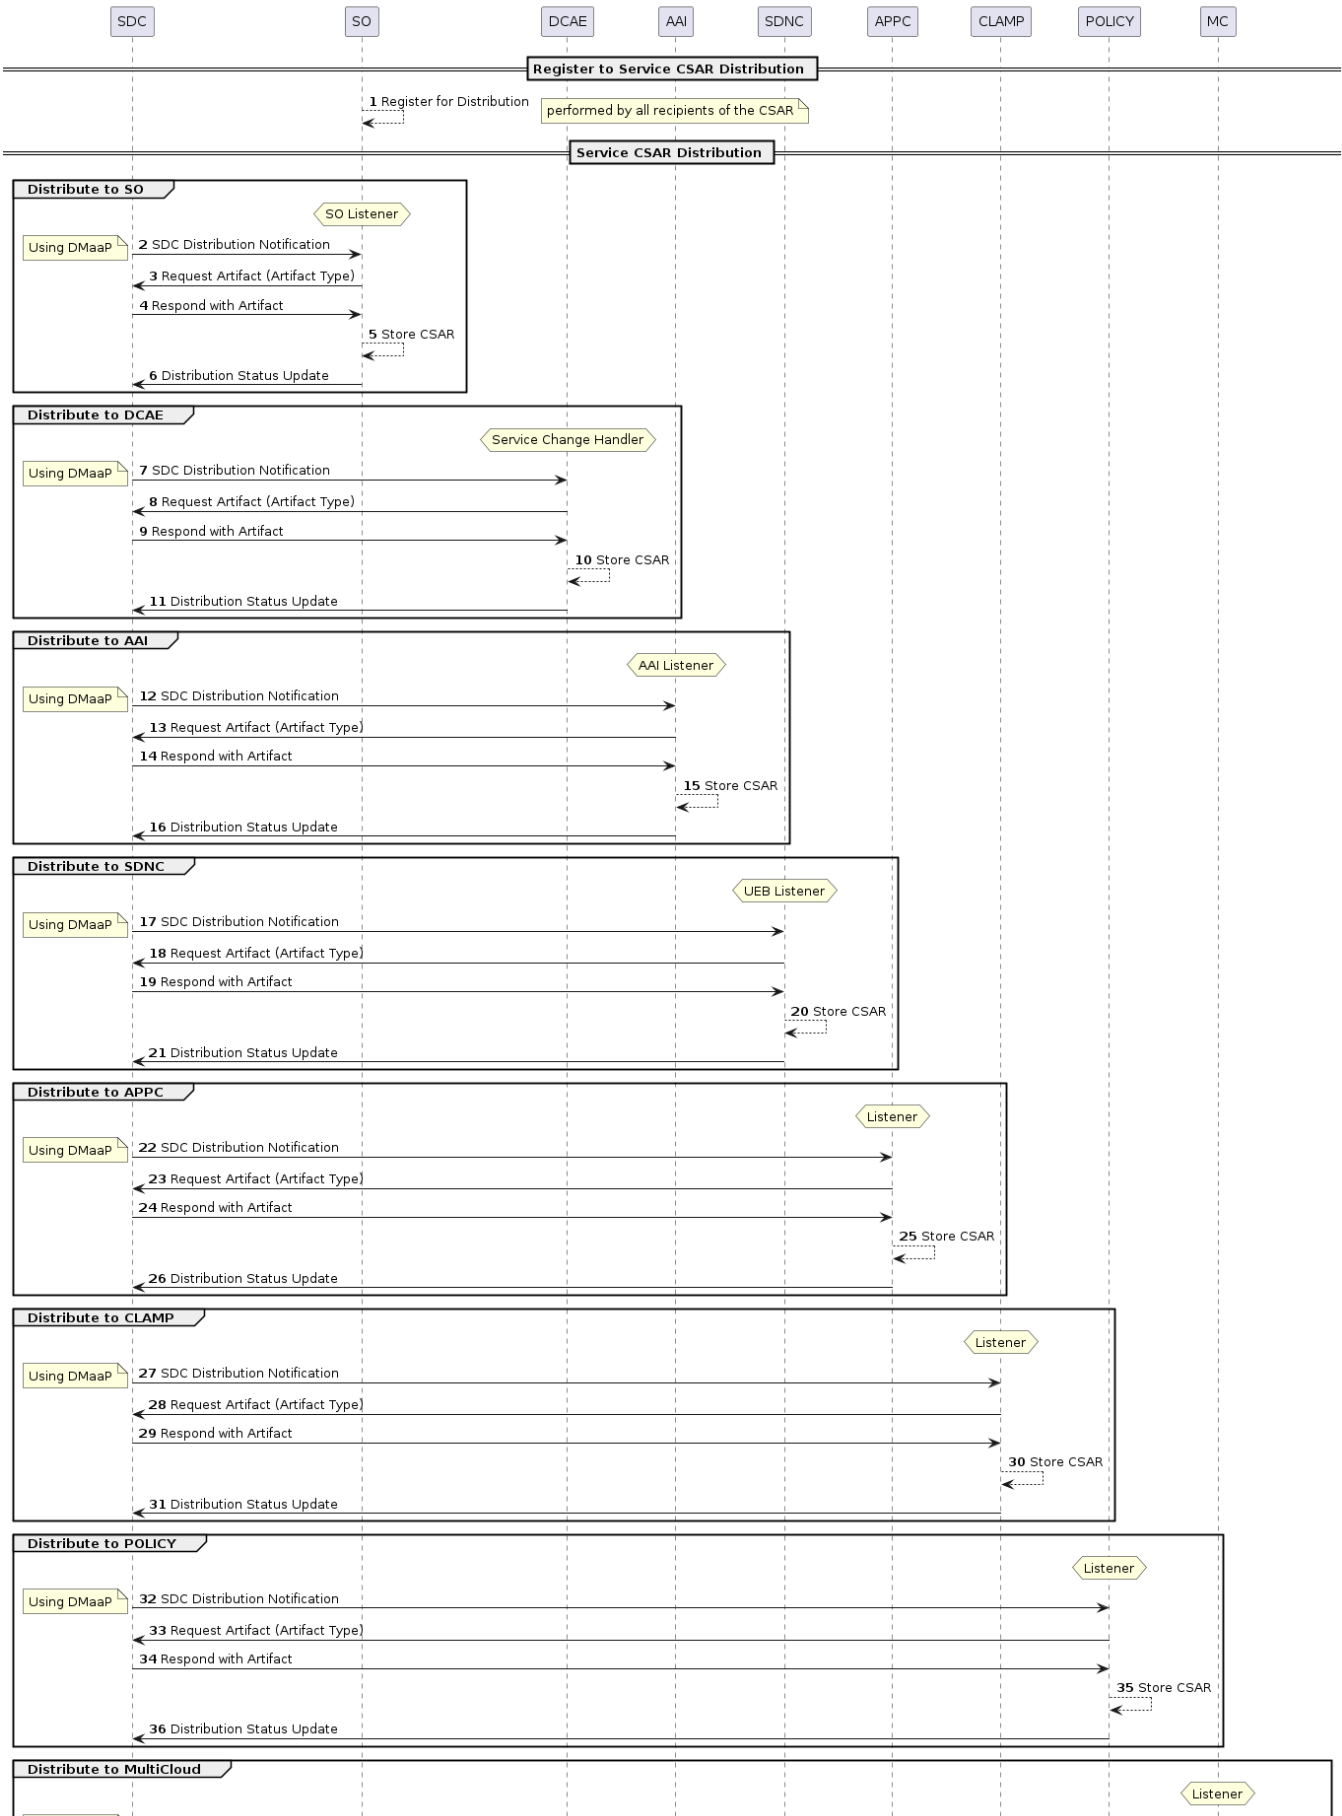 SDC SO DCAE AAI SDNC APPC CLAMP POLICY MC
Register to Service CSAR Distribution
1 Register for Distribution
performed by all recipients of the CSAR
Service CSAR Distribution
Distribute to SO
SO Listener
Using DMaaP
2 SDC Distribution Notification
3 Request Artifact (Artifact Type)
4 Respond with Artifact
5 Store CSAR
6 Distribution Status Update
Distribute to DCAE
Service Change Handler
Using DMaaP
7 SDC Distribution Notification
8 Request Artifact (Artifact Type)
9 Respond with Artifact
10 Store CSAR
11 Distribution Status Update
Distribute to AAI
AAI Listener
Using DMaaP
12 SDC Distribution Notification
13 Request Artifact (Artifact Type)
14 Respond with Artifact
15 Store CSAR
16 Distribution Status Update
Distribute to SDNC
UEB Listener
Using DMaaP
17 SDC Distribution Notification
18 Request Artifact (Artifact Type)
19 Respond with Artifact
20 Store CSAR
21 Distribution Status Update
Distribute to APPC
Listener
Using DMaaP
22 SDC Distribution Notification
23 Request Artifact (Artifact Type)
24 Respond with Artifact
25 Store CSAR
26 Distribution Status Update
Distribute to CLAMP
Listener
Using DMaaP
27 SDC Distribution Notification
28 Request Artifact (Artifact Type)
29 Respond with Artifact
30 Store CSAR
31 Distribution Status Update
Distribute to POLICY
Listener
Using DMaaP
32 SDC Distribution Notification
33 Request Artifact (Artifact Type)
34 Respond with Artifact
35 Store CSAR
36 Distribution Status Update
Distribute to MultiCloud
Listener